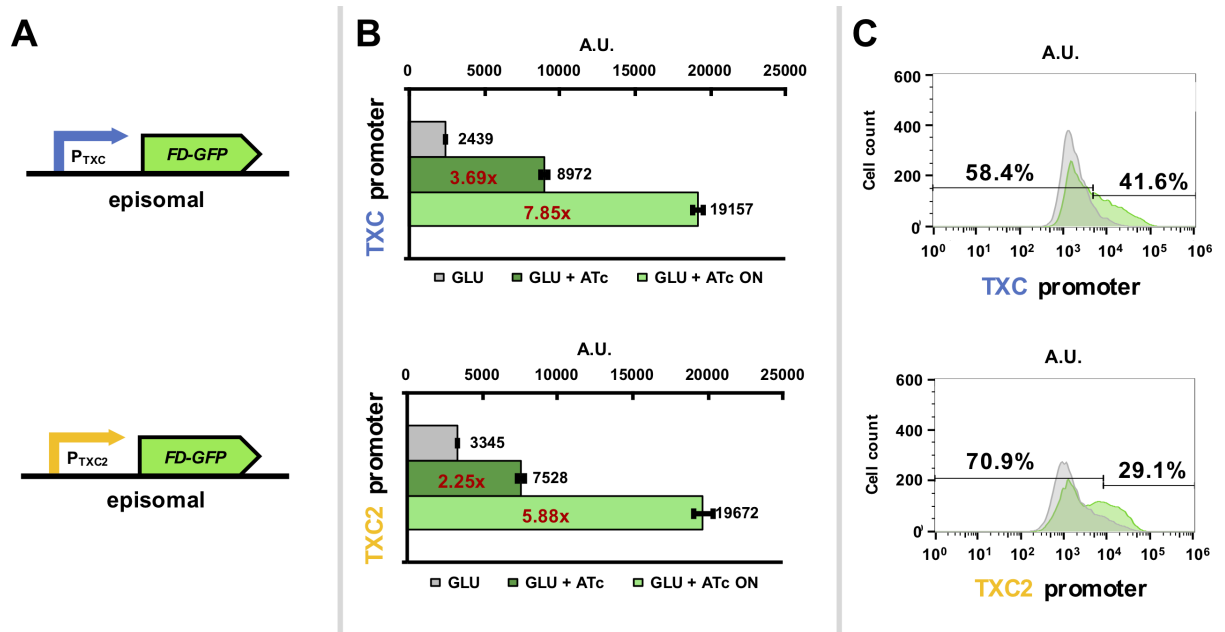 A
P TXC
FD-GFP
episomal
P TXC2
FD-GFP
episomal
B
A.U.
0 5000 10000 15000 20000 25000
TXC promoter
2439
3.69x 8972
7.85x 19157
GLU GLU + ATc GLU + ATc ON
A.U.
0 5000 10000 15000 20000 25000
TXC2 promoter
3345
2.25x 7528
5.88x 19672
GLU GLU + ATc GLU + ATc ON
C
A.U.
Cell count
600
400
200
0
58.4% 41.6%
10⁰ 10¹ 10² 10³ 10⁴ 10⁵ 10⁶
TXC promoter
A.U.
Cell count
600
400
200
0
70.9% 29.1%
10⁰ 10¹ 10² 10³ 10⁴ 10⁵ 10⁶
TXC2 promoter